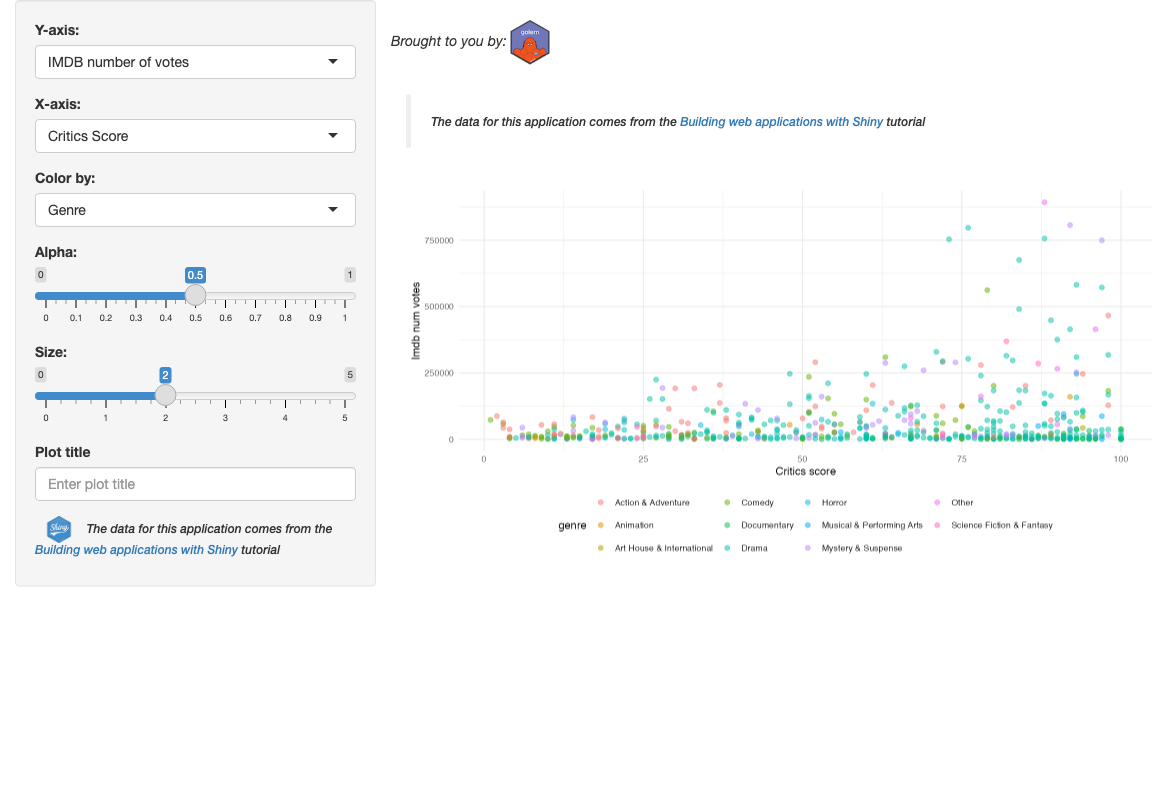 Y-axis:
IMDB number of votes
X-axis:
Critics Score
Color by:
Genre
Alpha:
0 0.5 1
0 0.1 0.2 0.3 0.4 0.5 0.6 0.7 0.8 0.9 1
Size:
0 2 5
0 1 2 3 4 5
Plot title
Enter plot title
Shiny
The data for this application comes from the
Building web applications with Shiny tutorial
Brought to you by:
golem
The data for this application comes from the Building web applications with Shiny tutorial
Imdb num votes
750000
500000
250000
0
0 25 50 75 100
Critics score
genre
Action & Adventure Comedy Horror Other
Animation Documentary Musical & Performing Arts Science Fiction & Fantasy
Art House & International Drama Mystery & Suspense